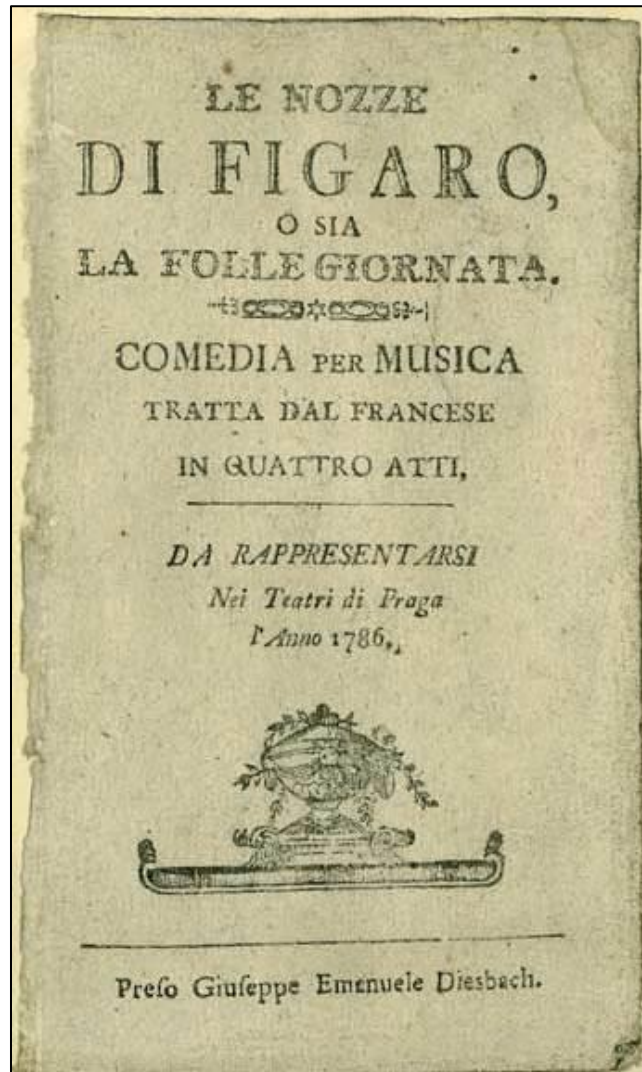 LE NOZZE
DI FIGARO,
O SIA
LA FOLLE GIORNATA.
COMEDIA PER MUSICA
TRATTA DAL FRANCESE
IN QUATTRO ATTI,
DA RAPPRESENTARSI
Nei Teatri di Praga
l'Anno 1786.
Preſo Giuſeppe Emenuele Diesbach.